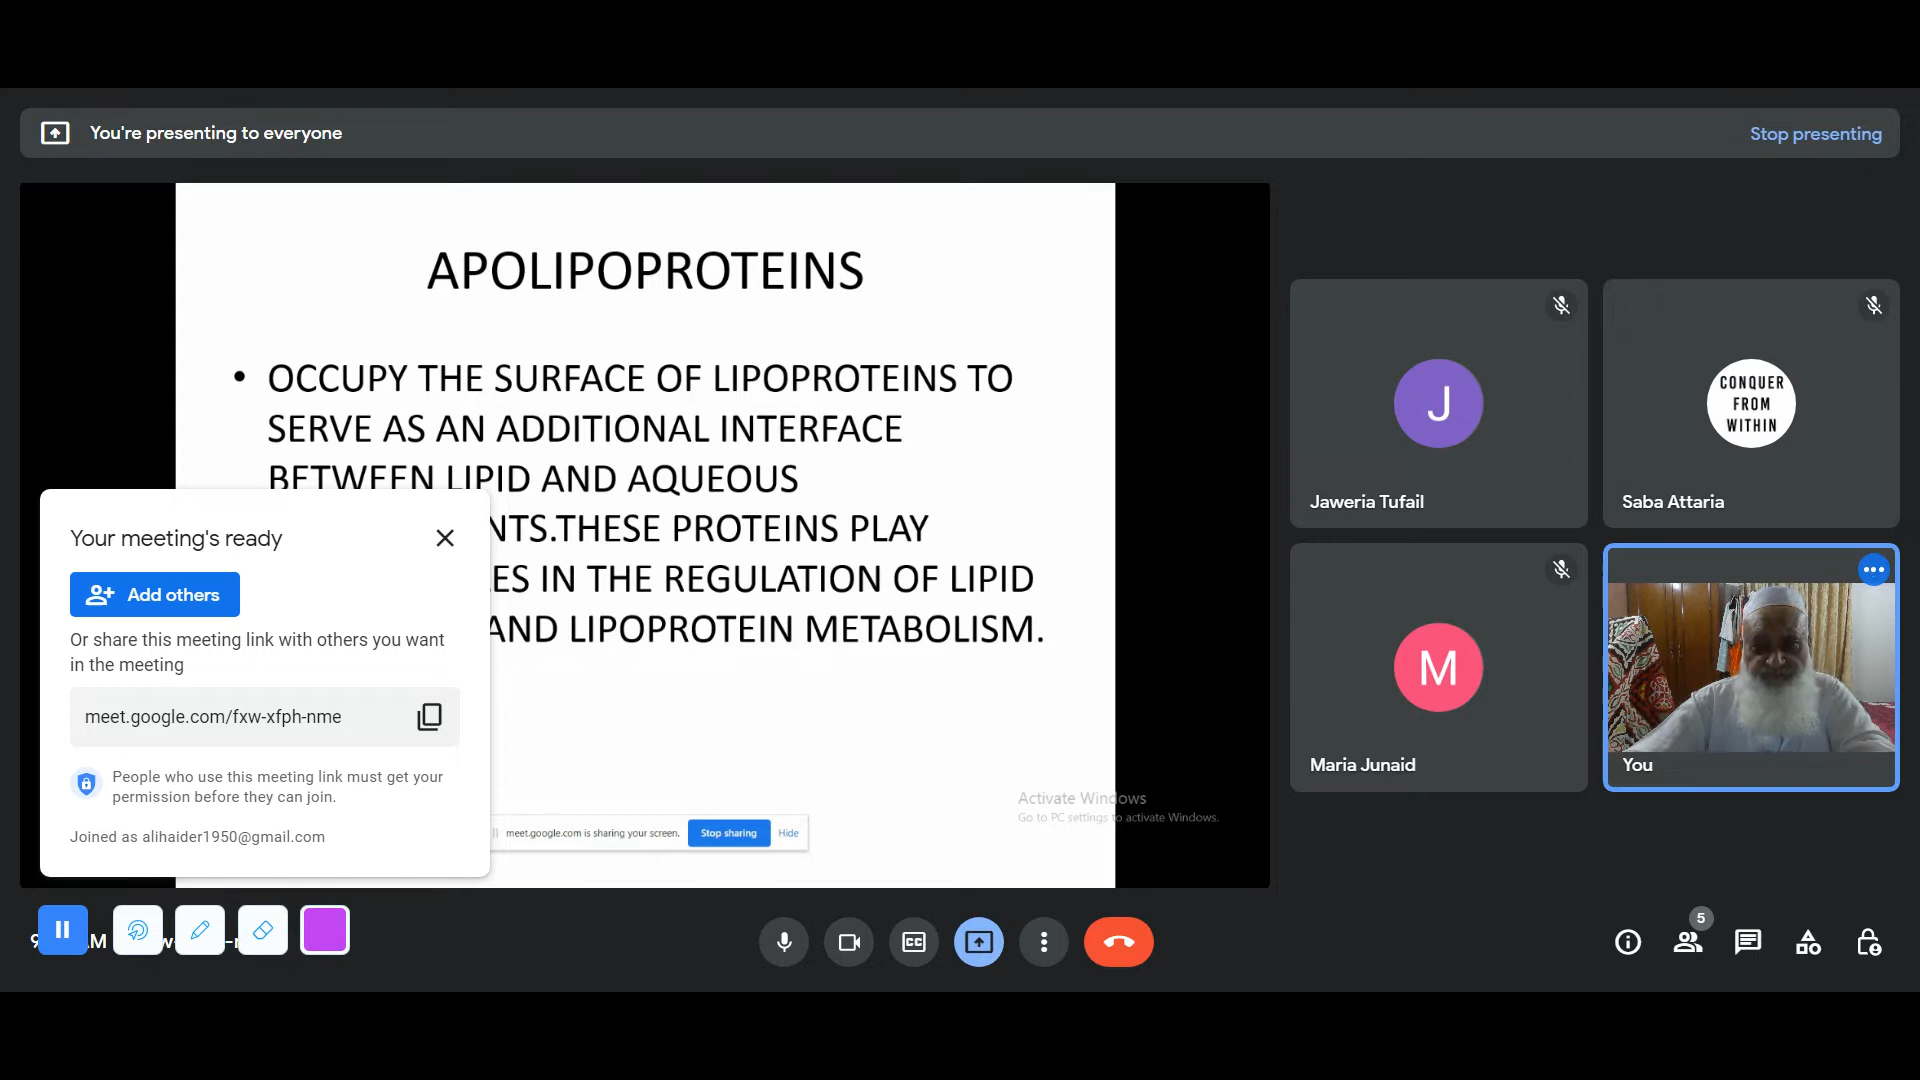 You're presenting to everyone
Stop presenting
APOLIPOPROTEINS
• OCCUPY THE SURFACE OF LIPOPROTEINS TO
SERVE AS AN ADDITIONAL INTERFACE
BETWEEN LIPID AND AQUEOUS
NTS.THESE PROTEINS PLAY
ES IN THE REGULATION OF LIPID
AND LIPOPROTEIN METABOLISM.
Your meeting's ready
Add others
Or share this meeting link with others you want
in the meeting
meet.google.com/fxw-xfph-nme
People who use this meeting link must get your
permission before they can join.
Joined as alihaider1950@gmail.com
meet.google.com is sharing your screen.
Stop sharing
Hide
Activate Windows
Go to PC settings to activate Windows.
J
Jaweria Tufail
CONQUER
FROM
WITHIN
Saba Attaria
M
Maria Junaid
You
CC
5